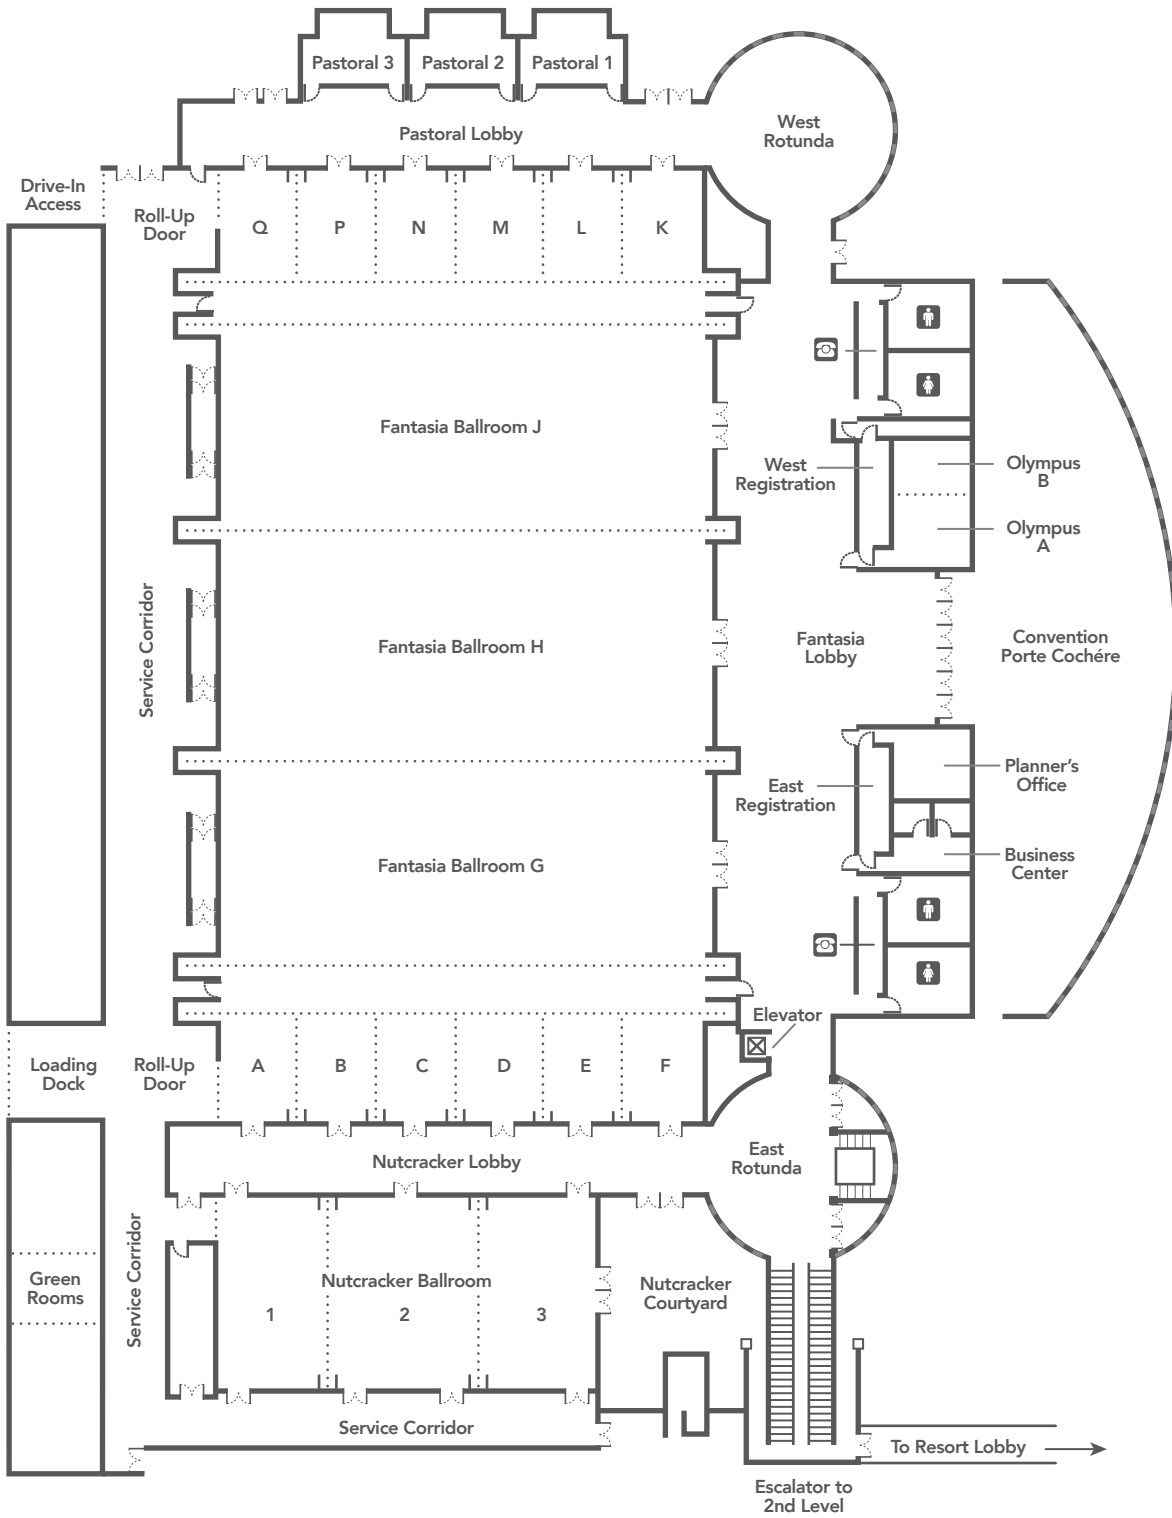 Pastoral 3
Pastoral 2
Pastoral 1
Pastoral Lobby
West
Rotunda
Drive-In
Access
Roll-Up
Door
Q
P
N
M
L
K
Fantasia Ballroom J
West
Registration
Olympus
B
Olympus
A
Service Corridor
Fantasia Ballroom H
Fantasia
Lobby
Convention
Porte Cochére
East
Registration
Planner's
Office
Fantasia Ballroom G
Business
Center
Elevator
Loading
Dock
Roll-Up
Door
A
B
C
D
E
F
Nutcracker Lobby
East
Rotunda
Service Corridor
Green
Rooms
Nutcracker Ballroom
1
2
3
Nutcracker
Courtyard
Service Corridor
To Resort Lobby
Escalator to
2nd Level